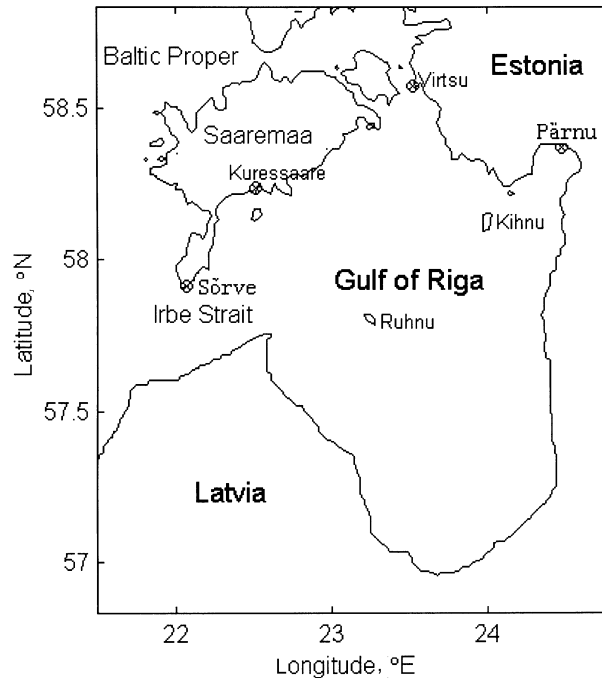 Baltic Proper
Estonia
Virtsu
58.5
Saaremaa
Pärnu
Kuressaare
Kihnu
58
Gulf of Riga
Sõrve
Irbe Strait
Ruhnu
Latitude, °N
57.5
Latvia
57
22
23
24
Longitude, °E